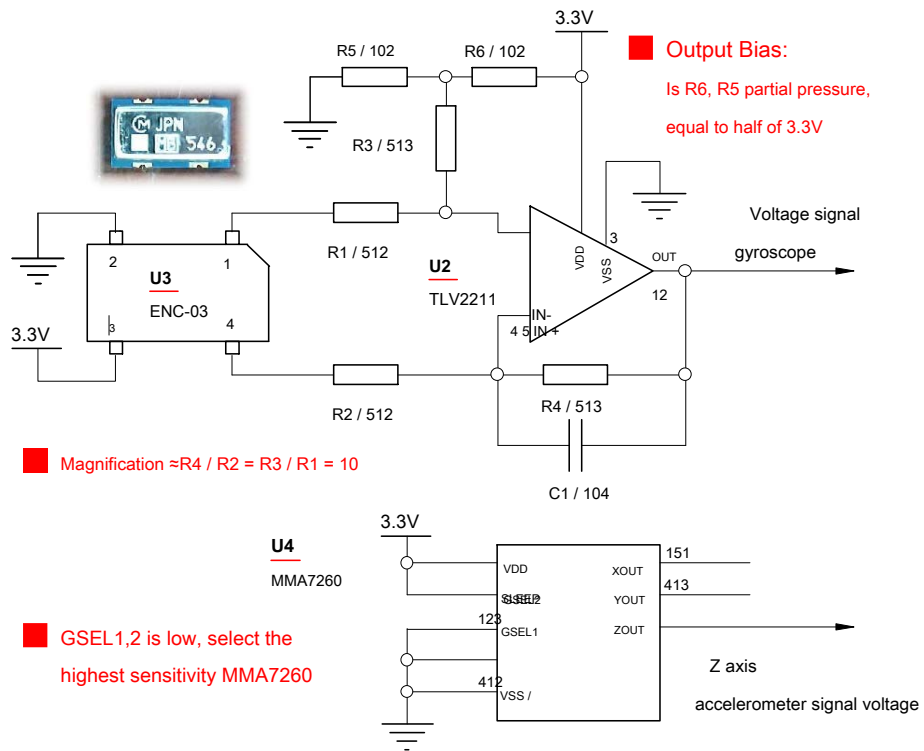 3.3V
R5 / 102
R6 / 102
Output Bias:
Is R6, R5 partial pressure,
equal to half of 3.3V
JPN
546
R3 / 513
R1 / 512
Voltage signal
gyroscope
2
1
U3
ENC-03
3
4
3.3V
U2
TLV2211
VDD
3
VSS
OUT
12
IN-
4 5 IN +
R2 / 512
R4 / 513
C1 / 104
Magnification ≈R4 / R2 = R3 / R1 = 10
3.3V
U4
MMA7260
VDD
XOUT
151
SLEEP
GSEL2
YOUT
413
123
GSEL1
ZOUT
GSEL1,2 is low, select the
highest sensitivity MMA7260
412
VSS /
Z axis
accelerometer signal voltage